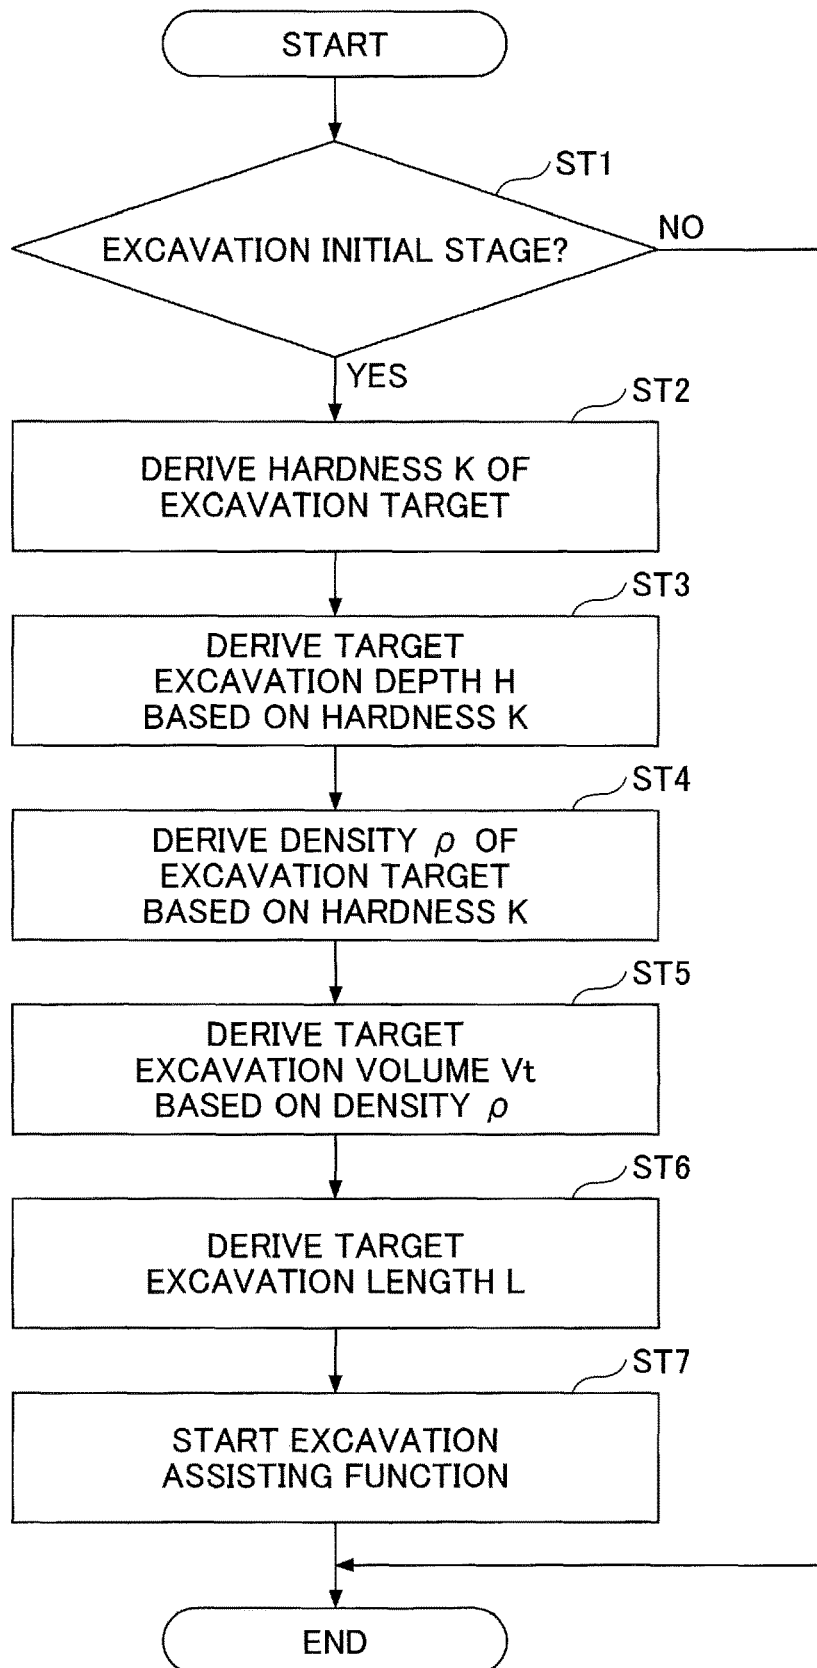 START
ST1
EXCAVATION INITIAL STAGE?
NO
YES
ST2
DERIVE HARDNESS K OF
EXCAVATION TARGET
ST3
DERIVE TARGET
EXCAVATION DEPTH H
BASED ON HARDNESS K
ST4
DERIVE DENSITY ρ OF
EXCAVATION TARGET
BASED ON HARDNESS K
ST5
DERIVE TARGET
EXCAVATION VOLUME Vt
BASED ON DENSITY ρ
ST6
DERIVE TARGET
EXCAVATION LENGTH L
ST7
START EXCAVATION
ASSISTING FUNCTION
END